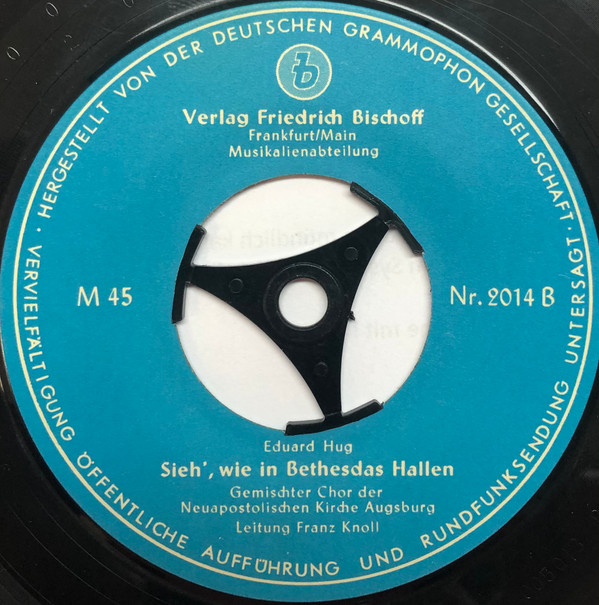 HERGESTELLT VON DER DEUTSCHEN GRAMMOPHON GESELLSCHAFT · VERVIELFÄLTIGUNG ÖFFENTLICHE AUFFÜHRUNG UND RUNDFUNKSENDUNG UNTERSAGT ·
b
Verlag Friedrich Bischoff
Frankfurt/Main
Musikalienabteilung
M 45
Nr. 2014 B
Eduard Hug
Sieh', wie in Bethesdas Hallen
Gemischter Chor der
Neuapostolischen Kirche Augsburg
Leitung Franz Knoll